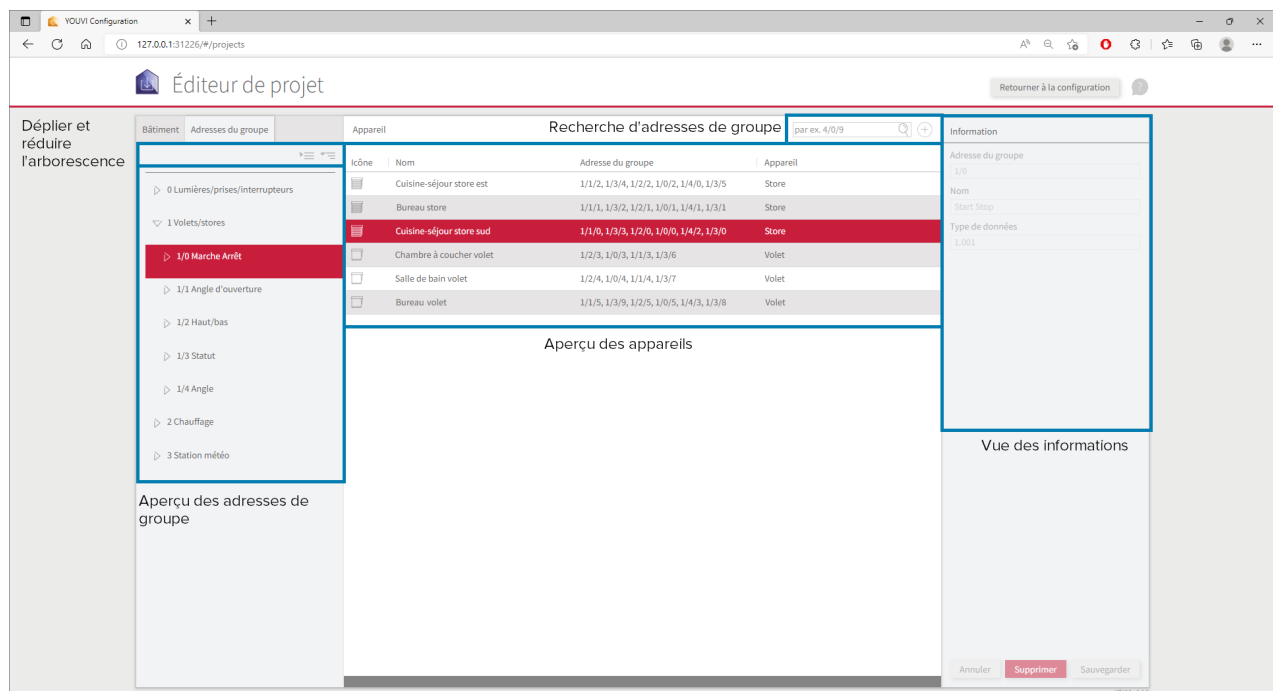 YOUVI Configuration
127.0.0.1:31226/#/projects
Éditeur de projet
Retourner à la configuration
?
Déplier et
réduire
l'arborescence
Bâtiment
Adresses du groupe
Appareil
Recherche d'adresses de groupe
par ex. 4/0/9
Information
Icône
Nom
Adresse du groupe
Appareil
Cuisine-séjour store est
1/1/2, 1/3/4, 1/2/2, 1/0/2, 1/4/0, 1/3/5
Store
Bureau store
1/1/1, 1/3/2, 1/2/1, 1/0/1, 1/4/1, 1/3/1
Store
Cuisine-séjour store sud
1/1/0, 1/3/3, 1/2/0, 1/0/0, 1/4/2, 1/3/0
Store
Chambre à coucher volet
1/2/3, 1/0/3, 1/1/3, 1/3/6
Volet
Salle de bain volet
1/2/4, 1/0/4, 1/1/4, 1/3/7
Volet
Bureau volet
1/1/5, 1/3/9, 1/2/5, 1/0/5, 1/4/3, 1/3/8
Volet
0 Lumières/prises/interrupteurs
1 Volets/stores
1/0 Marche Arrêt
1/1 Angle d'ouverture
1/2 Haut/bas
1/3 Statut
1/4 Angle
2 Chauffage
3 Station météo
Aperçu des adresses de
groupe
Aperçu des appareils
Adresse du groupe
1/0
Nom
Start Stop
Type de données
1.001
Vue des informations
Annuler
Supprimer
Sauvegarder